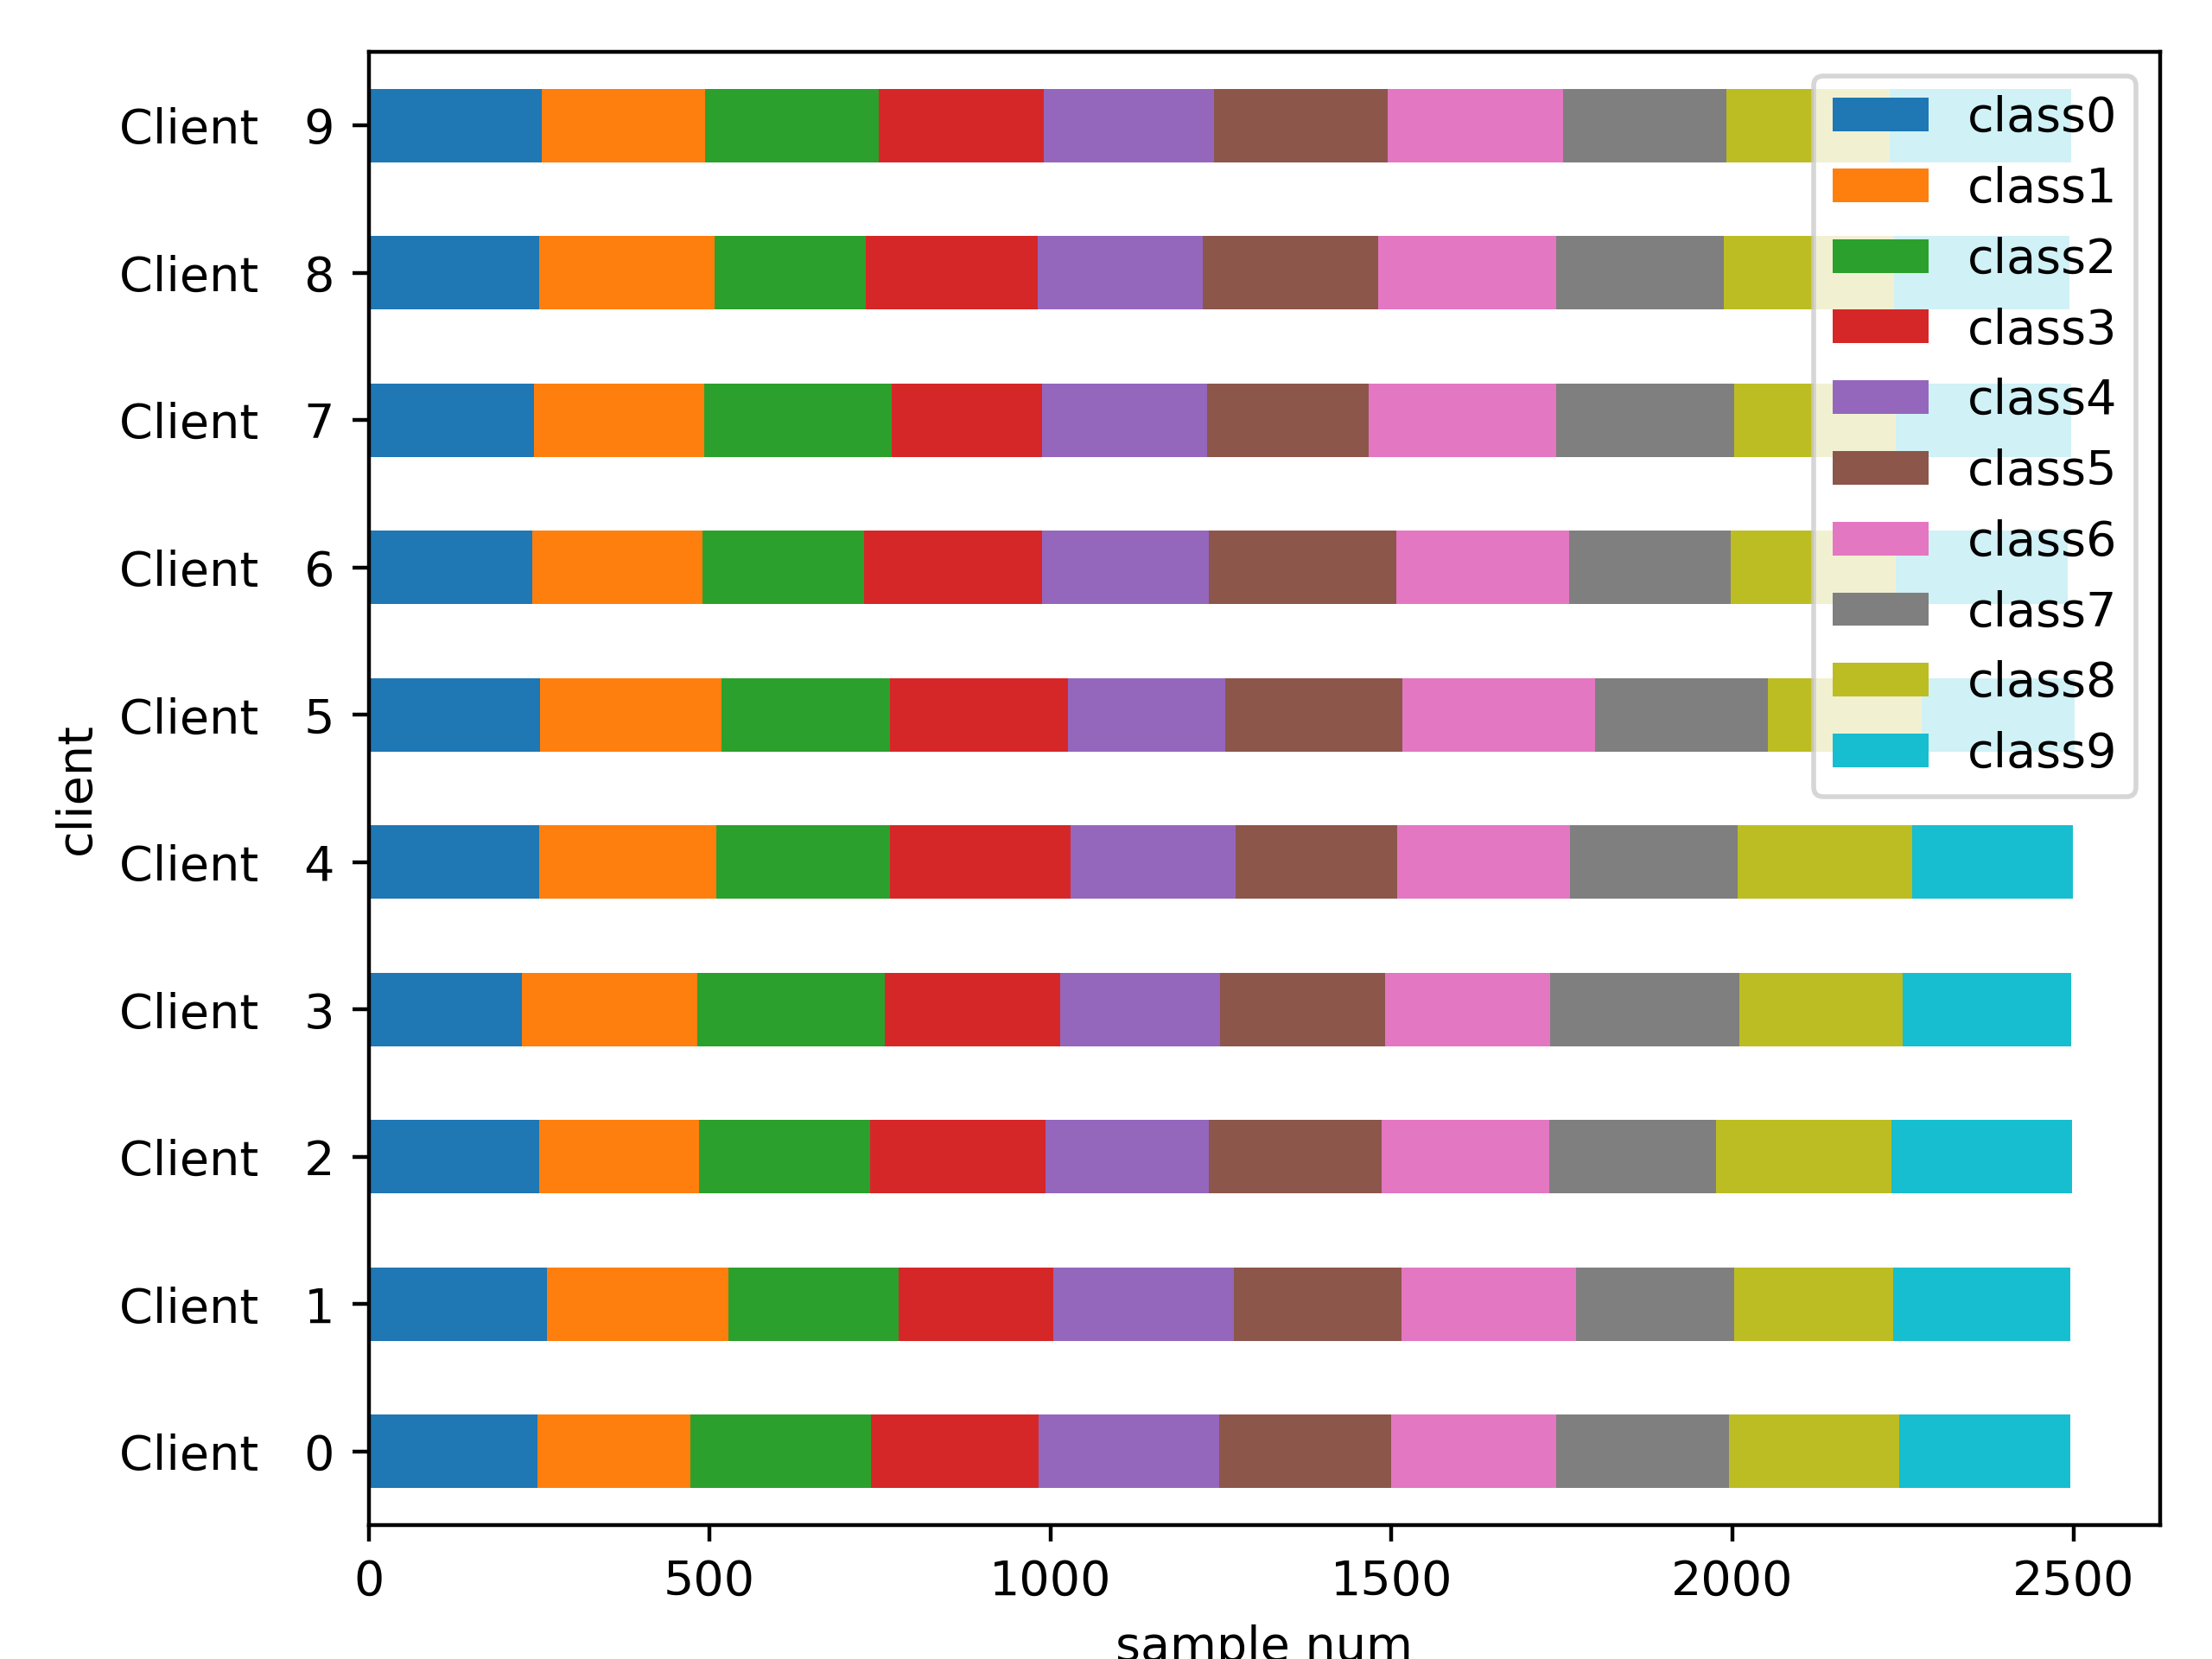 Client 9
Client 8
Client 7
Client 6
Client 5
Client 4
Client 3
Client 2
Client 1
Client 0
client
0 500 1000 1500 2000 2500
sample num
class0
class1
class2
class3
class4
class5
class6
class7
class8
class9